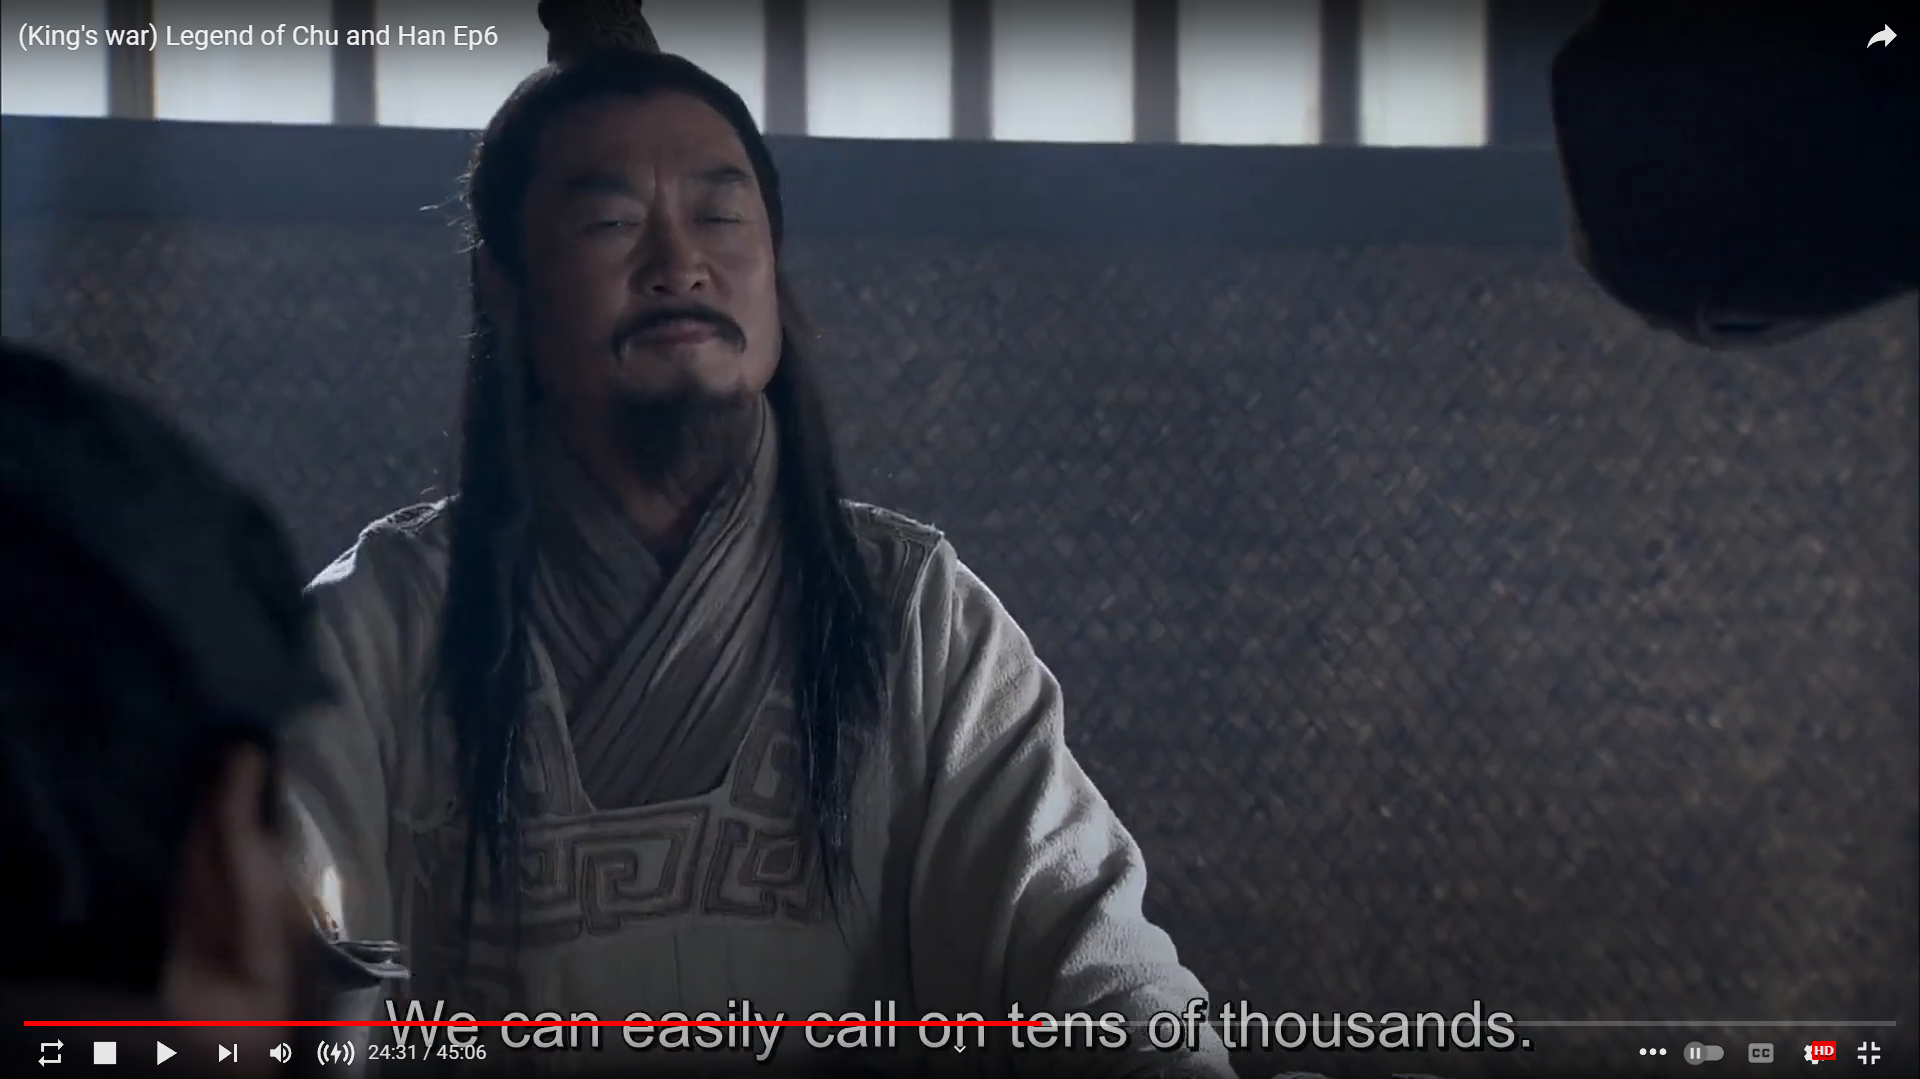 (King's war) Legend of Chu and Han Ep6
We can easily call on tens of thousands.
24:31 / 45:06
CC
HD